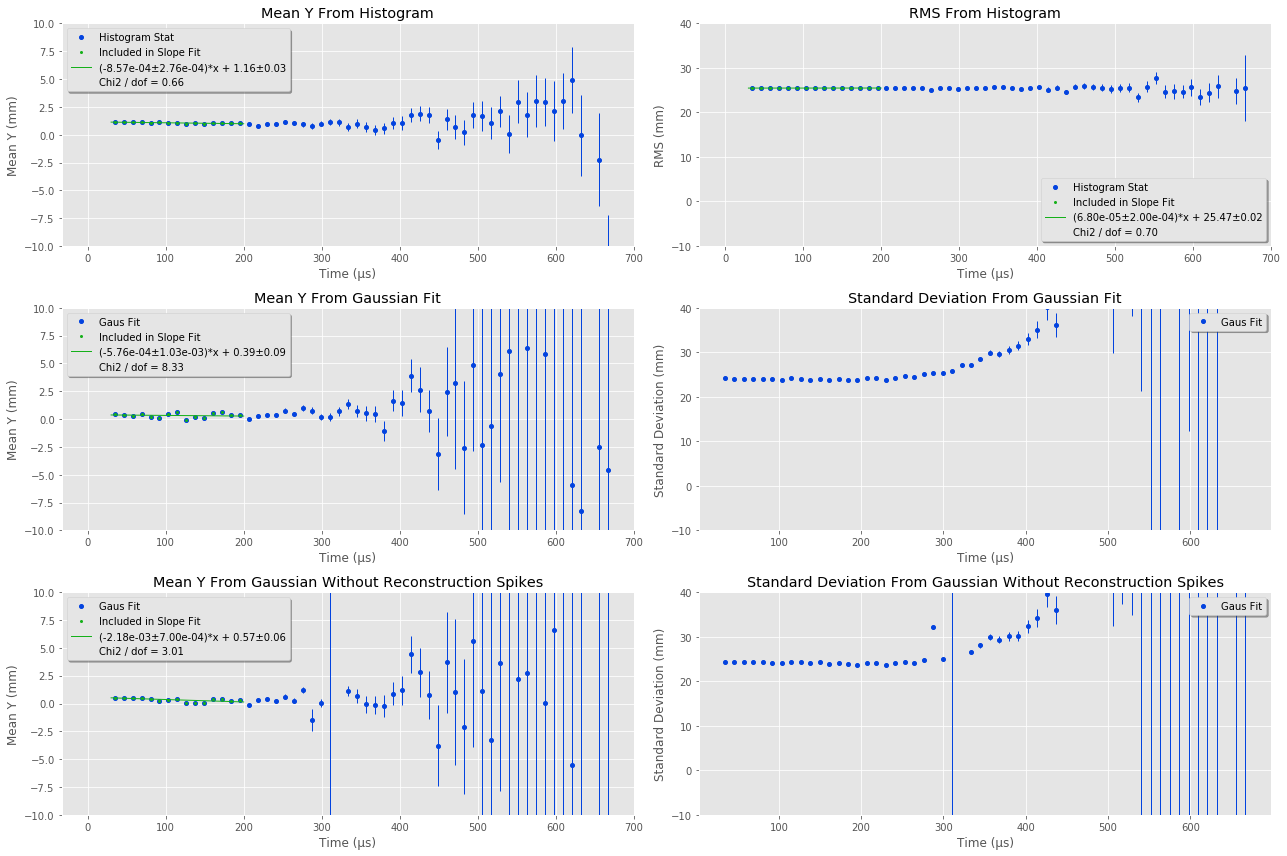 Mean Y From Histogram
10.0
7.5
5.0
2.5
0.0
−2.5
−5.0
−7.5
−10.0
Mean Y (mm)
Histogram Stat
Included in Slope Fit
(-8.57e-04±2.76e-04)*x + 1.16±0.03
Chi2 / dof = 0.66
0 100 200 300 400 500 600 700
Time (μs)
RMS From Histogram
40
30
20
10
0
−10
RMS (mm)
Histogram Stat
Included in Slope Fit
(6.80e-05±2.00e-04)*x + 25.47±0.02
Chi2 / dof = 0.70
0 100 200 300 400 500 600 700
Time (μs)
Mean Y From Gaussian Fit
10.0
7.5
5.0
2.5
0.0
−2.5
−5.0
−7.5
−10.0
Mean Y (mm)
Gaus Fit
Included in Slope Fit
(-5.76e-04±1.03e-03)*x + 0.39±0.09
Chi2 / dof = 8.33
0 100 200 300 400 500 600 700
Time (μs)
Standard Deviation From Gaussian Fit
40
30
20
10
0
−10
Standard Deviation (mm)
Gaus Fit
100 200 300 400 500 600
Time (μs)
Mean Y From Gaussian Without Reconstruction Spikes
10.0
7.5
5.0
2.5
0.0
−2.5
−5.0
−7.5
−10.0
Mean Y (mm)
Gaus Fit
Included in Slope Fit
(-2.18e-03±7.00e-04)*x + 0.57±0.06
Chi2 / dof = 3.01
0 100 200 300 400 500 600 700
Time (μs)
Standard Deviation From Gaussian Without Reconstruction Spikes
40
30
20
10
0
−10
Standard Deviation (mm)
Gaus Fit
100 200 300 400 500 600
Time (μs)